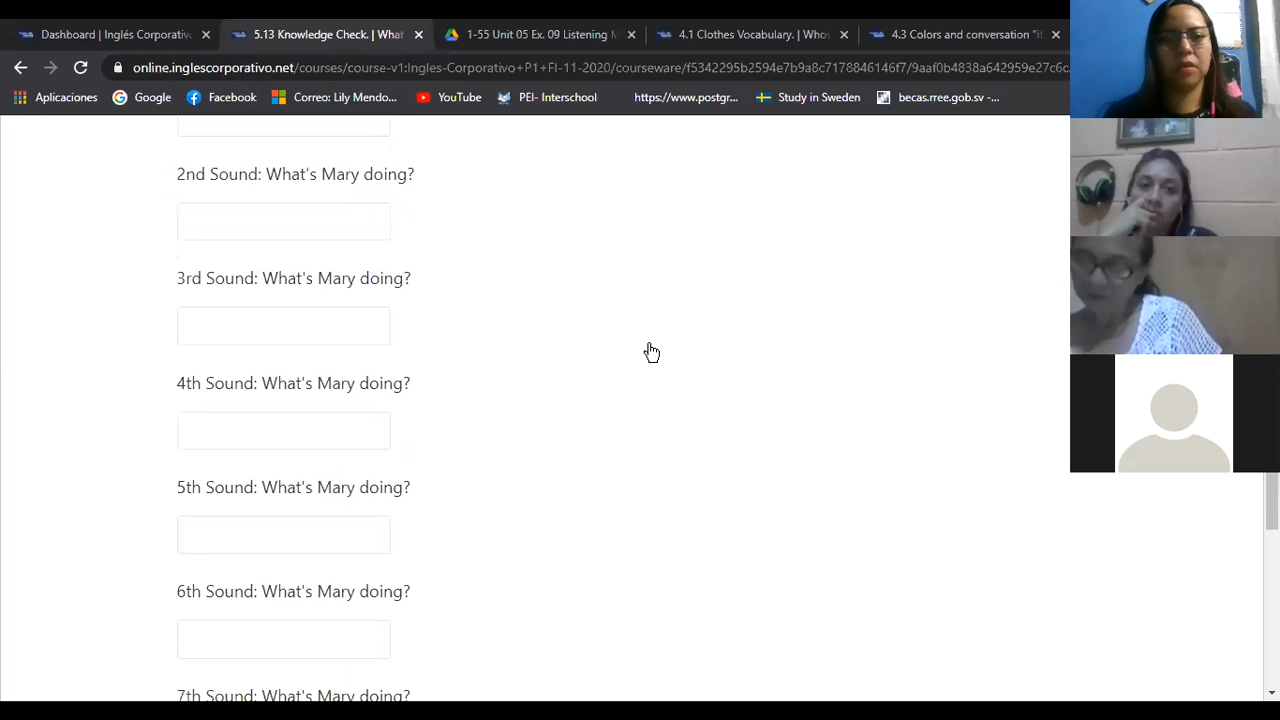 Dashboard | Inglés Corporativ
5.13 Knowledge Check. | What
1-55 Unit 05 Ex. 09 Listening M
4.1 Clothes Vocabulary. | Who
4.3 Colors and conversation "it
online.inglescorporativo.net/courses/course-v1:Ingles-Corporativo+P1+FI-11-2020/courseware/f5342295b2594e7b9a8c7178846146f7/9aaf0b4838a642959e27c6c
Aplicaciones
Google
Facebook
Correo: Lily Mendo...
YouTube
PEI- Interschool
https://www.postgr...
Study in Sweden
becas.rree.gob.sv -...
2nd Sound: What's Mary doing?
3rd Sound: What's Mary doing?
4th Sound: What's Mary doing?
5th Sound: What's Mary doing?
6th Sound: What's Mary doing?
7th Sound: What's Mary doing?